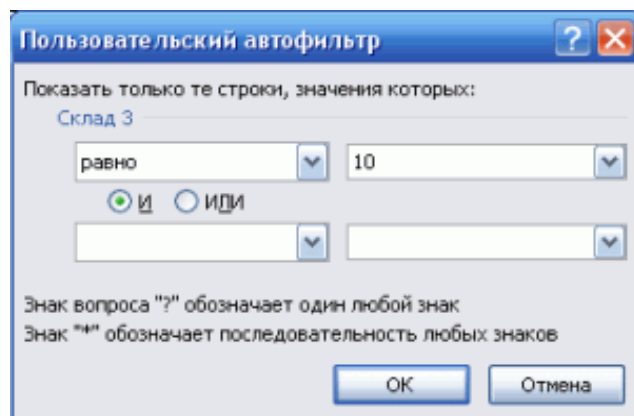 Пользовательский автофильтр
Показать только те строки, значения которых:
Склад 3
равно 10
И ИЛИ
Знак вопроса "?" обозначает один любой знак
Знак "*" обозначает последовательность любых знаков
ОК Отмена